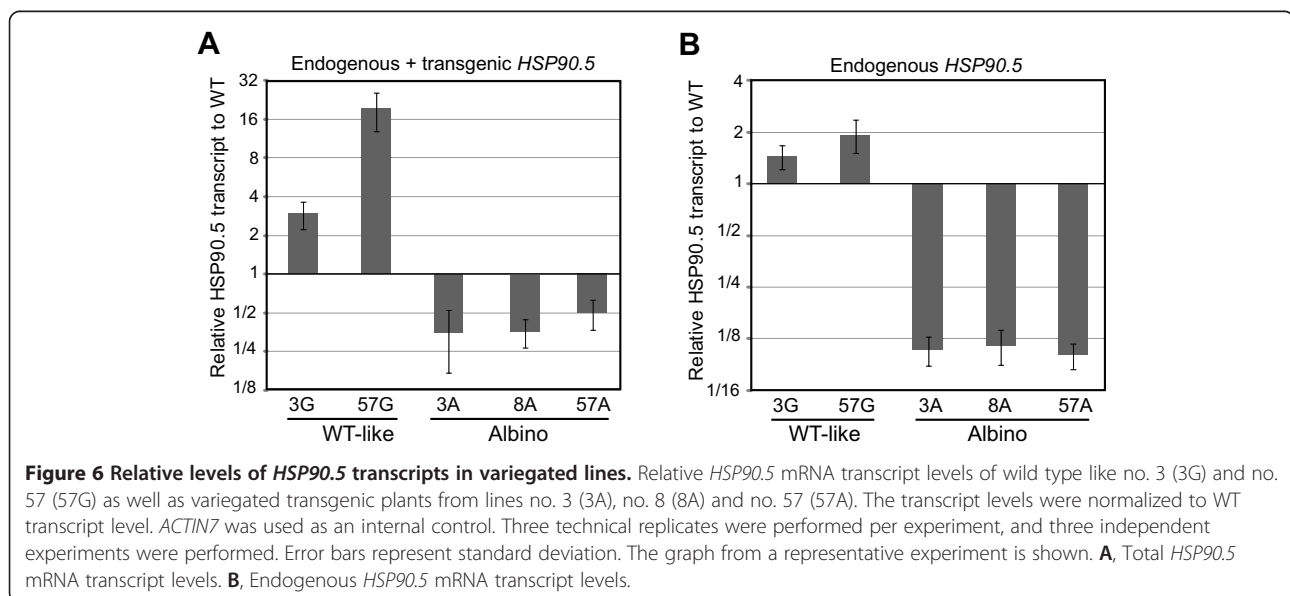 A
Endogenous + transgenic HSP90.5
Relative HSP90.5 transcript to WT
32
16
8
4
2
1
1/2
1/4
1/8
3G 57G 3A 8A 57A
WT-like Albino
B
Endogenous HSP90.5
Relative HSP90.5 transcript to WT
4
2
1
1/2
1/4
1/8
1/16
3G 57G 3A 8A 57A
WT-like Albino
Figure 6 Relative levels of HSP90.5 transcripts in variegated lines. Relative HSP90.5 mRNA transcript levels of wild type like no. 3 (3G) and no.
57 (57G) as well as variegated transgenic plants from lines no. 3 (3A), no. 8 (8A) and no. 57 (57A). The transcript levels were normalized to WT
transcript level. ACTIN7 was used as an internal control. Three technical replicates were performed per experiment, and three independent
experiments were performed. Error bars represent standard deviation. The graph from a representative experiment is shown. A, Total HSP90.5
mRNA transcript levels. B, Endogenous HSP90.5 mRNA transcript levels.